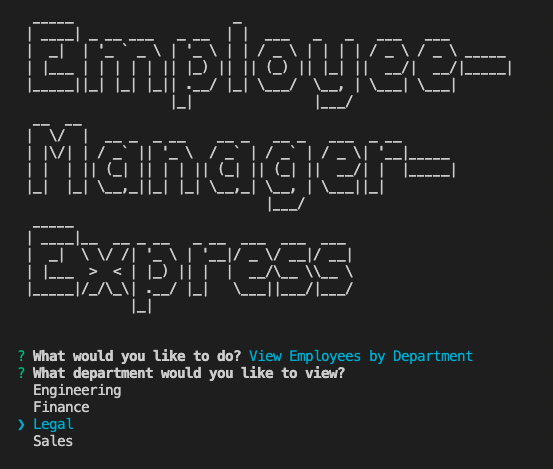 Employee-
Manager-
Express
? What would you like to do? View Employees by Department
? What department would you like to view?
Engineering
Finance
❯ Legal
Sales